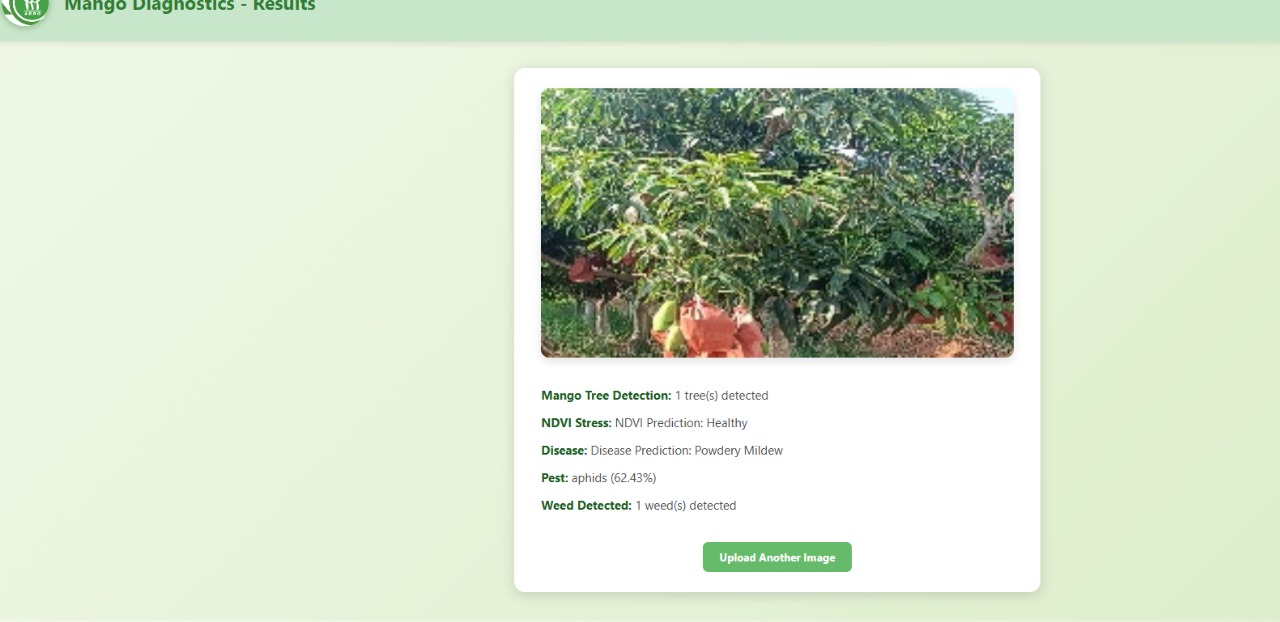 Mango Diagnostics - Results
Mango Tree Detection: 1 tree(s) detected
NDVI Stress: NDVI Prediction: Healthy
Disease: Disease Prediction: Powdery Mildew
Pest: aphids (62.43%)
Weed Detected: 1 weed(s) detected
Upload Another Image